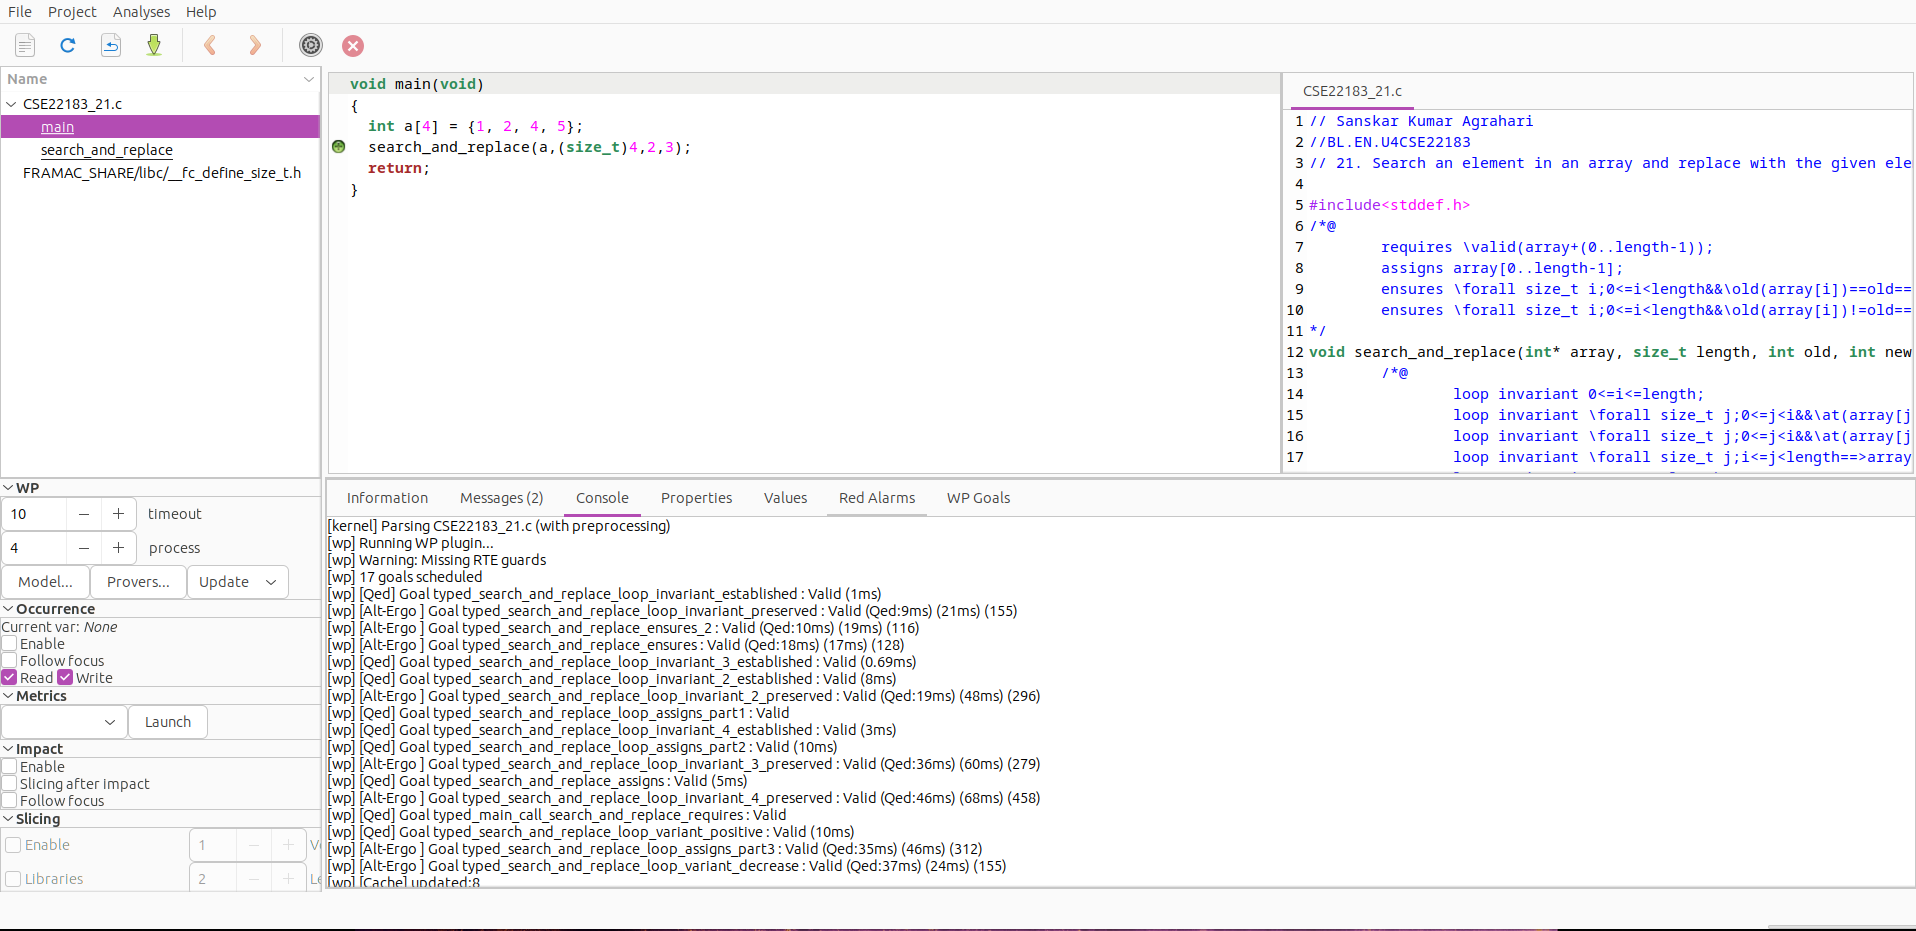 File Project Analyses Help
Name
CSE22183_21.c
main
search_and_replace
FRAMAC_SHARE/libc/__fc_define_size_t.h
void main(void)
{
int a[4] = {1, 2, 4, 5};
search_and_replace(a,(size_t)4,2,3);
return;
}
CSE22183_21.c
1 // Sanskar Kumar Agrahari
2 //BL.EN.U4CSE22183
3 // 21. Search an element in an array and replace with the given ele
4
5 #include<stddef.h>
6 /*@
7 requires \valid(array+(0..length-1));
8 assigns array[0..length-1];
9 ensures \forall size_t i;0<=i<length&&\old(array[i])==old==
10 ensures \forall size_t i;0<=i<length&&\old(array[i])!=old==
11 */
12 void search_and_replace(int* array, size_t length, int old, int new
13 /*@
14 loop invariant 0<=i<=length;
15 loop invariant \forall size_t j;0<=j<i&&\at(array[j
16 loop invariant \forall size_t j;0<=j<i&&\at(array[j
17 loop invariant \forall size_t j;i<=j<length==>array
WP
10 timeout
4 process
Model... Provers... Update
Occurrence
Current var: None
Enable
Follow focus
Read Write
Metrics
Launch
Impact
Enable
Slicing after impact
Follow focus
Slicing
Enable 1
Libraries 2
Information Messages (2) Console Properties Values Red Alarms WP Goals
[kernel] Parsing CSE22183_21.c (with preprocessing)
[wp] Running WP plugin...
[wp] Warning: Missing RTE guards
[wp] 17 goals scheduled
[wp] [Qed] Goal typed_search_and_replace_loop_invariant_established : Valid (1ms)
[wp] [Alt-Ergo ] Goal typed_search_and_replace_loop_invariant_preserved : Valid (Qed:9ms) (21ms) (155)
[wp] [Alt-Ergo ] Goal typed_search_and_replace_ensures_2 : Valid (Qed:10ms) (19ms) (116)
[wp] [Alt-Ergo ] Goal typed_search_and_replace_ensures : Valid (Qed:18ms) (17ms) (128)
[wp] [Qed] Goal typed_search_and_replace_loop_invariant_3_established : Valid (0.69ms)
[wp] [Qed] Goal typed_search_and_replace_loop_invariant_2_established : Valid (8ms)
[wp] [Alt-Ergo ] Goal typed_search_and_replace_loop_invariant_2_preserved : Valid (Qed:19ms) (48ms) (296)
[wp] [Qed] Goal typed_search_and_replace_loop_assigns_part1 : Valid
[wp] [Qed] Goal typed_search_and_replace_loop_invariant_4_established : Valid (3ms)
[wp] [Qed] Goal typed_search_and_replace_loop_assigns_part2 : Valid (10ms)
[wp] [Alt-Ergo ] Goal typed_search_and_replace_loop_invariant_3_preserved : Valid (Qed:36ms) (60ms) (279)
[wp] [Qed] Goal typed_search_and_replace_assigns : Valid (5ms)
[wp] [Alt-Ergo ] Goal typed_search_and_replace_loop_invariant_4_preserved : Valid (Qed:46ms) (68ms) (458)
[wp] [Qed] Goal typed_main_call_search_and_replace_requires : Valid
[wp] [Qed] Goal typed_search_and_replace_loop_variant_positive : Valid (10ms)
[wp] [Alt-Ergo ] Goal typed_search_and_replace_loop_assigns_part3 : Valid (Qed:35ms) (46ms) (312)
[wp] [Alt-Ergo ] Goal typed_search_and_replace_loop_variant_decrease : Valid (Qed:37ms) (24ms) (155)
[wp] [Cache] updated:8